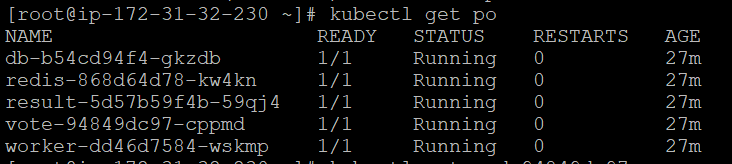 [root@ip-172-31-32-230 ~]# kubectl get po
NAME READY STATUS RESTARTS AGE
db-b54cd94f4-gkzdb 1/1 Running 0 27m
redis-868d64d78-kw4kn 1/1 Running 0 27m
result-5d57b59f4b-59qj4 1/1 Running 0 27m
vote-94849dc97-cppmd 1/1 Running 0 27m
worker-dd46d7584-wskmp 1/1 Running 0 27m